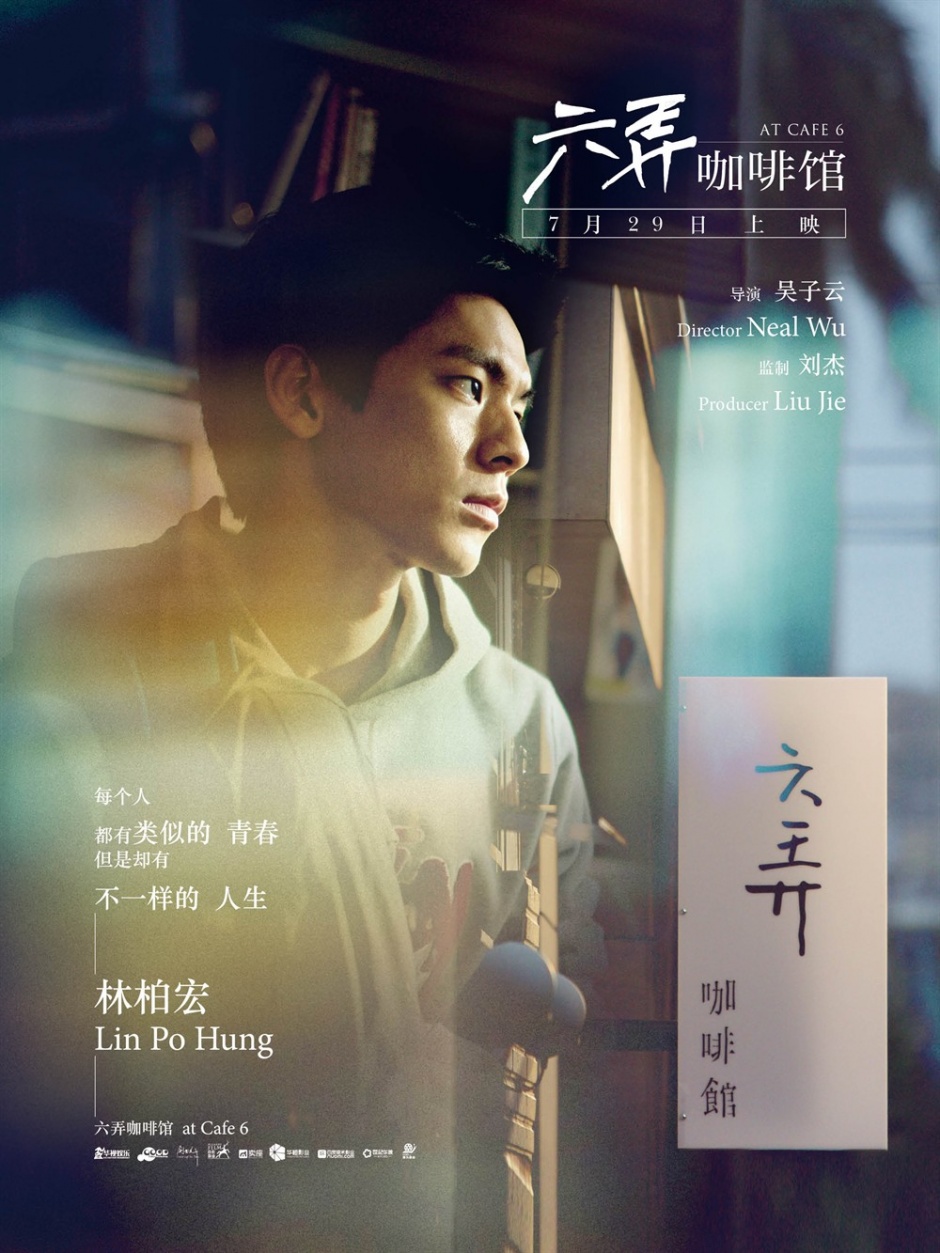 六弄咖啡馆
AT CAFE 6
7月29日上映
导演 吴子云
Director Neal Wu
监制 刘杰
Producer Liu Jie
每个人
都有类似的 青春
但是却有
不一样的 人生
林柏宏
Lin Po Hung
六弄咖啡馆 at Cafe 6
六弄
咖啡館